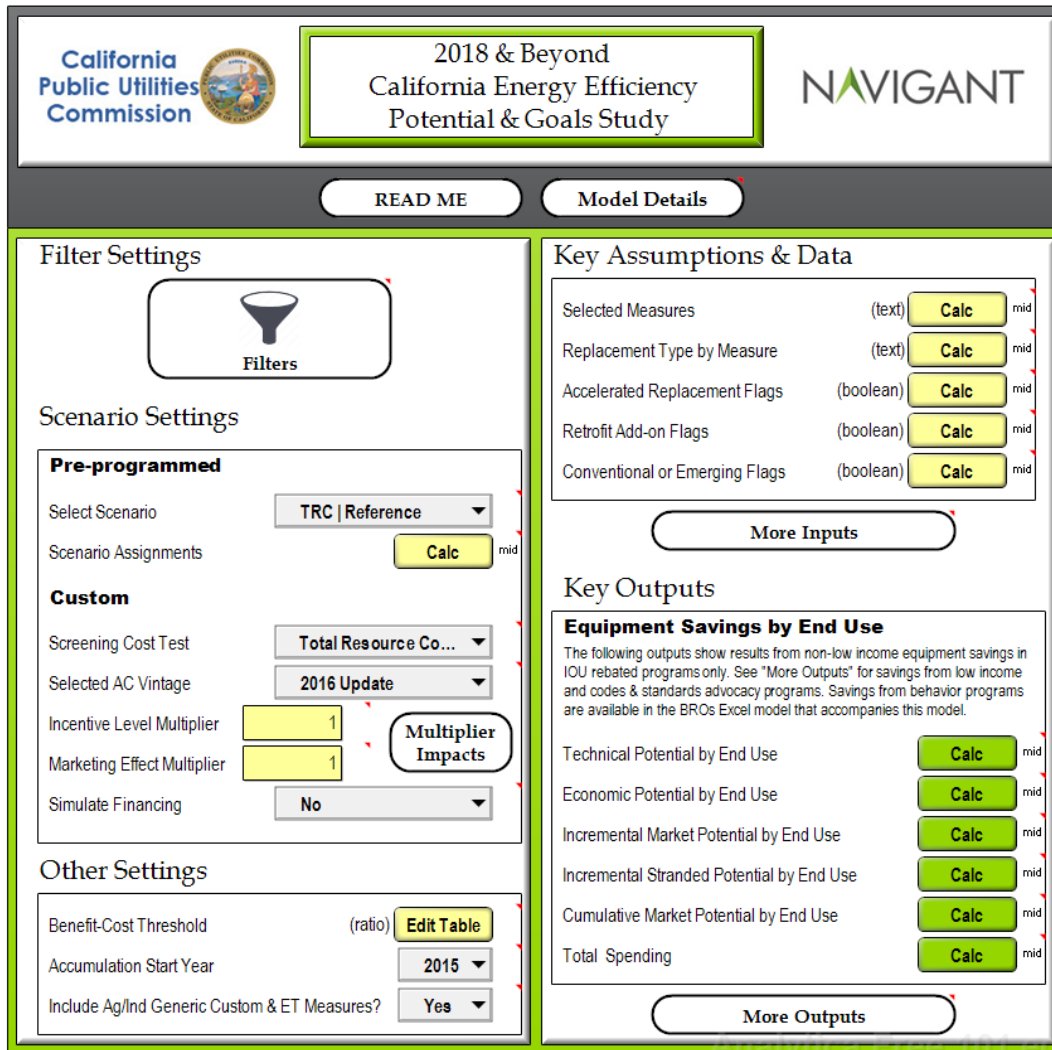 California
Public Utilities
Commission
2018 & Beyond
California Energy Efficiency
Potential & Goals Study
NAVIGANT
READ ME
Model Details
Filter Settings
Filters
Scenario Settings
Pre-programmed
Select Scenario TRC | Reference
Scenario Assignments Calc mid
Custom
Screening Cost Test Total Resource Co...
Selected AC Vintage 2016 Update
Incentive Level Multiplier 1
Marketing Effect Multiplier 1
Multiplier
Impacts
Simulate Financing No
Other Settings
Benefit-Cost Threshold (ratio) Edit Table
Accumulation Start Year 2015
Include Ag/Ind Generic Custom & ET Measures? Yes
Key Assumptions & Data
Selected Measures (text) Calc mid
Replacement Type by Measure (text) Calc mid
Accelerated Replacement Flags (boolean) Calc mid
Retrofit Add-on Flags (boolean) Calc mid
Conventional or Emerging Flags (boolean) Calc mid
More Inputs
Key Outputs
Equipment Savings by End Use
The following outputs show results from non-low income equipment savings in
IOU rebated programs only. See "More Outputs" for savings from low income
and codes & standards advocacy programs. Savings from behavior programs
are available in the BROs Excel model that accompanies this model.
Technical Potential by End Use Calc mid
Economic Potential by End Use Calc mid
Incremental Market Potential by End Use Calc mid
Incremental Stranded Potential by End Use Calc mid
Cumulative Market Potential by End Use Calc mid
Total Spending Calc mid
More Outputs